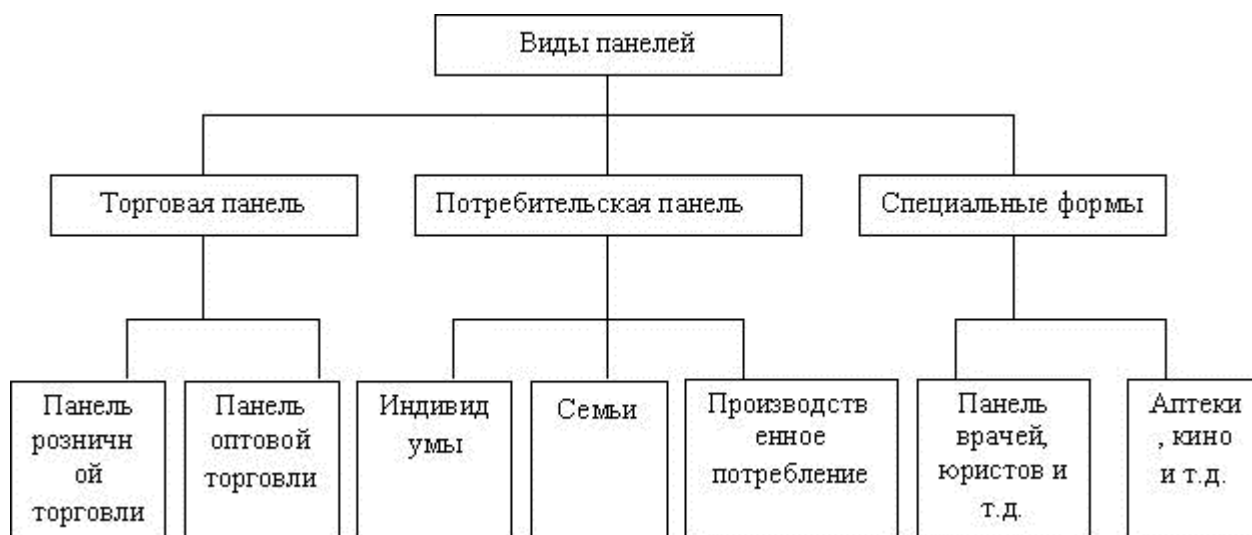 Виды панелей
Торговая панель
Потребительская панель
Специальные формы
Панель
розничн
ой
торговли
Панель
оптовой
торговли
Индивид
умы
Семьи
Производств
енное
потребление
Панель
врачей,
юристов и
т.д.
Аптеки
, кино
и т.д.